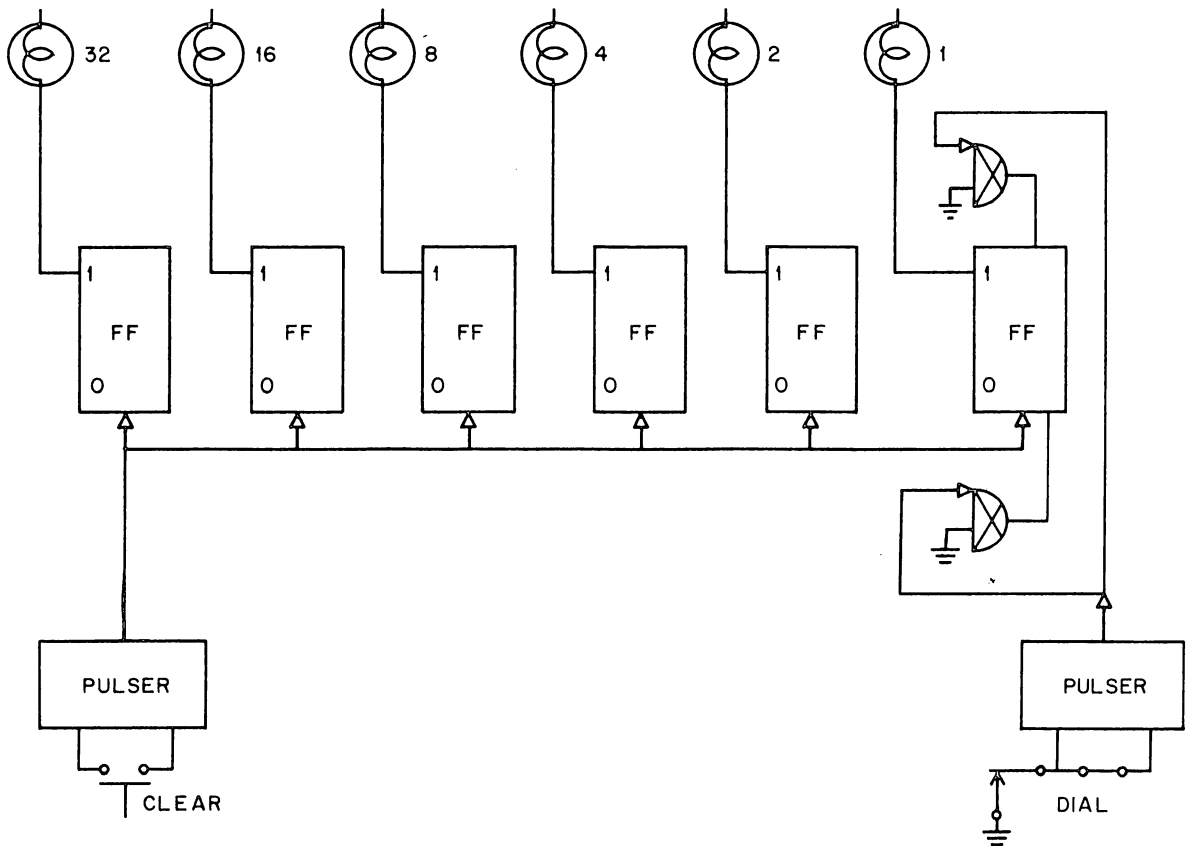 32 16 8 4 2 1
1 1 1 1 1 1
FF FF FF FF FF FF
0 0 0 0 0 0
PULSER PULSER
CLEAR DIAL